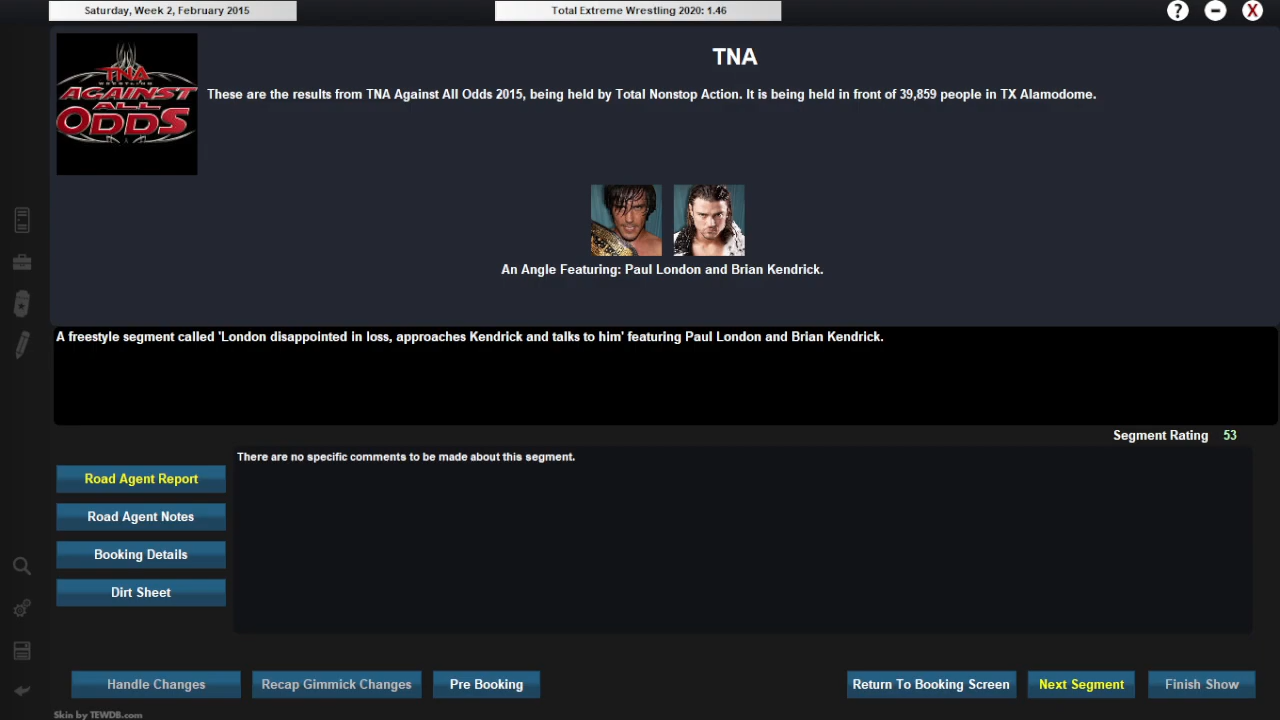 Saturday, Week 2, February 2015
Total Extreme Wrestling 2020: 1.46
? – X
TNA
TNA
WRESTLING
AGAINST
ALL
ODDS
These are the results from TNA Against All Odds 2015, being held by Total Nonstop Action. It is being held in front of 39,859 people in TX Alamodome.
An Angle Featuring: Paul London and Brian Kendrick.
A freestyle segment called 'London disappointed in loss, approaches Kendrick and talks to him' featuring Paul London and Brian Kendrick.
Segment Rating 53
There are no specific comments to be made about this segment.
Road Agent Report
Road Agent Notes
Booking Details
Dirt Sheet
Handle Changes Recap Gimmick Changes Pre Booking Return To Booking Screen Next Segment Finish Show
Skin by TEWDB.com